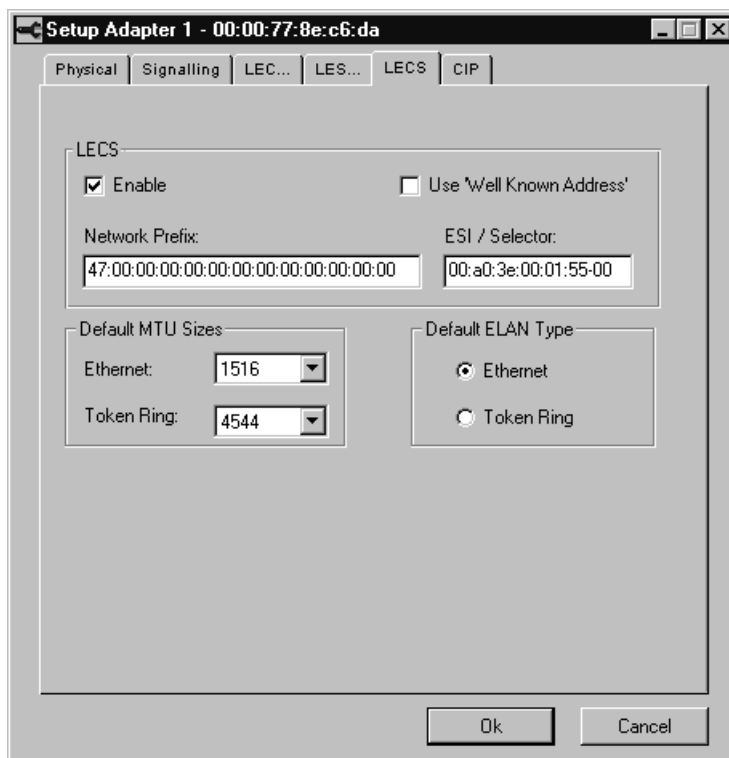 Setup Adapter 1 - 00:00:77:8e:c6:da
Physical Signalling LEC... LES... LECS CIP
LECS
Enable Use 'Well Known Address'
Network Prefix: ESI / Selector:
47:00:00:00:00:00:00:00:00:00:00:00:00 00:a0:3e:00:01:55-00
Default MTU Sizes Default ELAN Type
Ethernet: 1516 Ethernet
Token Ring: 4544 Token Ring
Ok Cancel